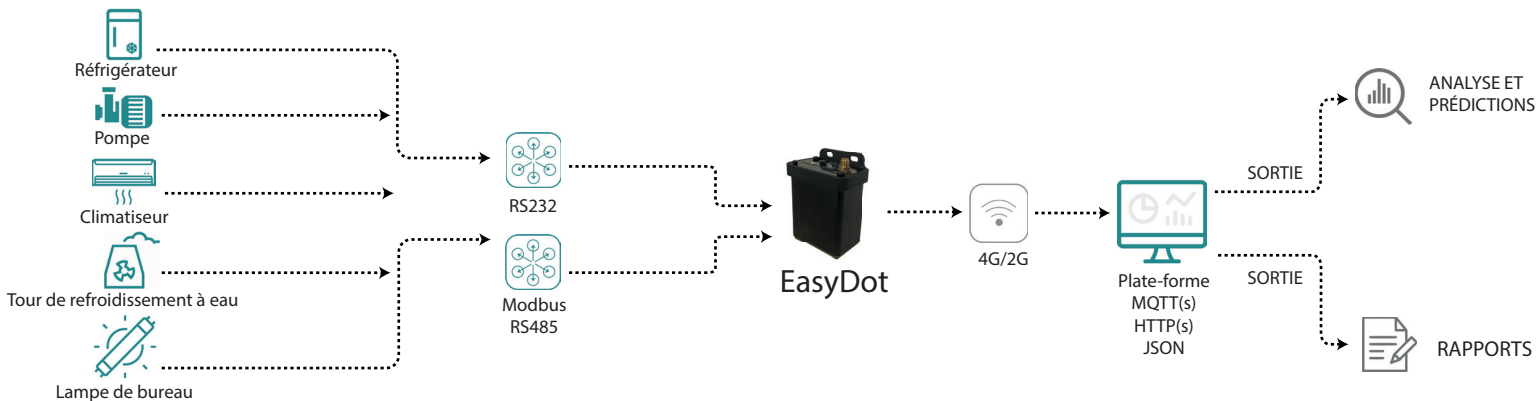 Réfrigérateur
Pompe
Climatiseur
Tour de refroidissement à eau
Lampe de bureau
RS232
Modbus
RS485
EasyDot
4G/2G
Plate-forme
MQTT(s)
HTTP(s)
JSON
SORTIE
SORTIE
ANALYSE ET
PRÉDICTIONS
RAPPORTS